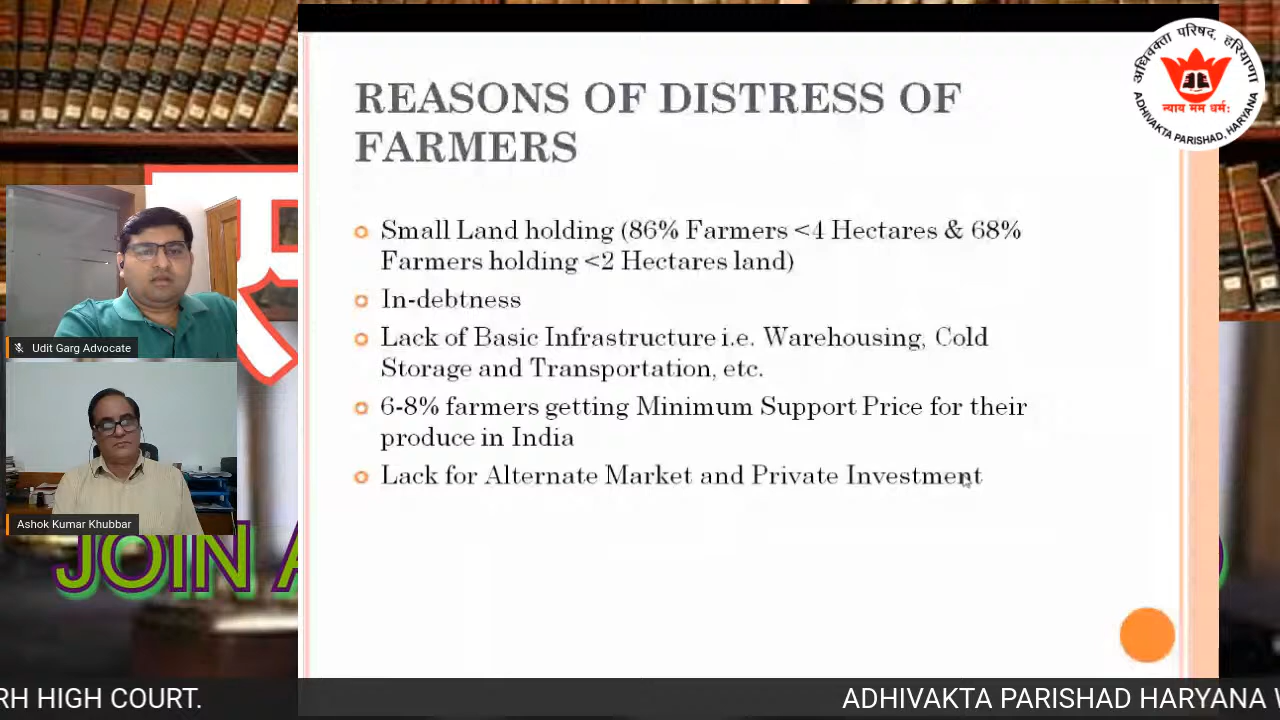 REASONS OF DISTRESS OF
FARMERS
Small Land holding (86% Farmers <4 Hectares & 68%
Farmers holding <2 Hectares land)
In-debtness
Lack of Basic Infrastructure i.e. Warehousing, Cold
Storage and Transportation, etc.
6-8% farmers getting Minimum Support Price for their
produce in India
Lack for Alternate Market and Private Investment
अधिवक्ता परिषद, हरियाणा
न्याय मम धर्मः
ADHIVAKTA PARISHAD, HARYANA
Udit Garg Advocate
Ashok Kumar Khubbar
JOIN A
RH HIGH COURT.
ADHIVAKTA PARISHAD HARYANA